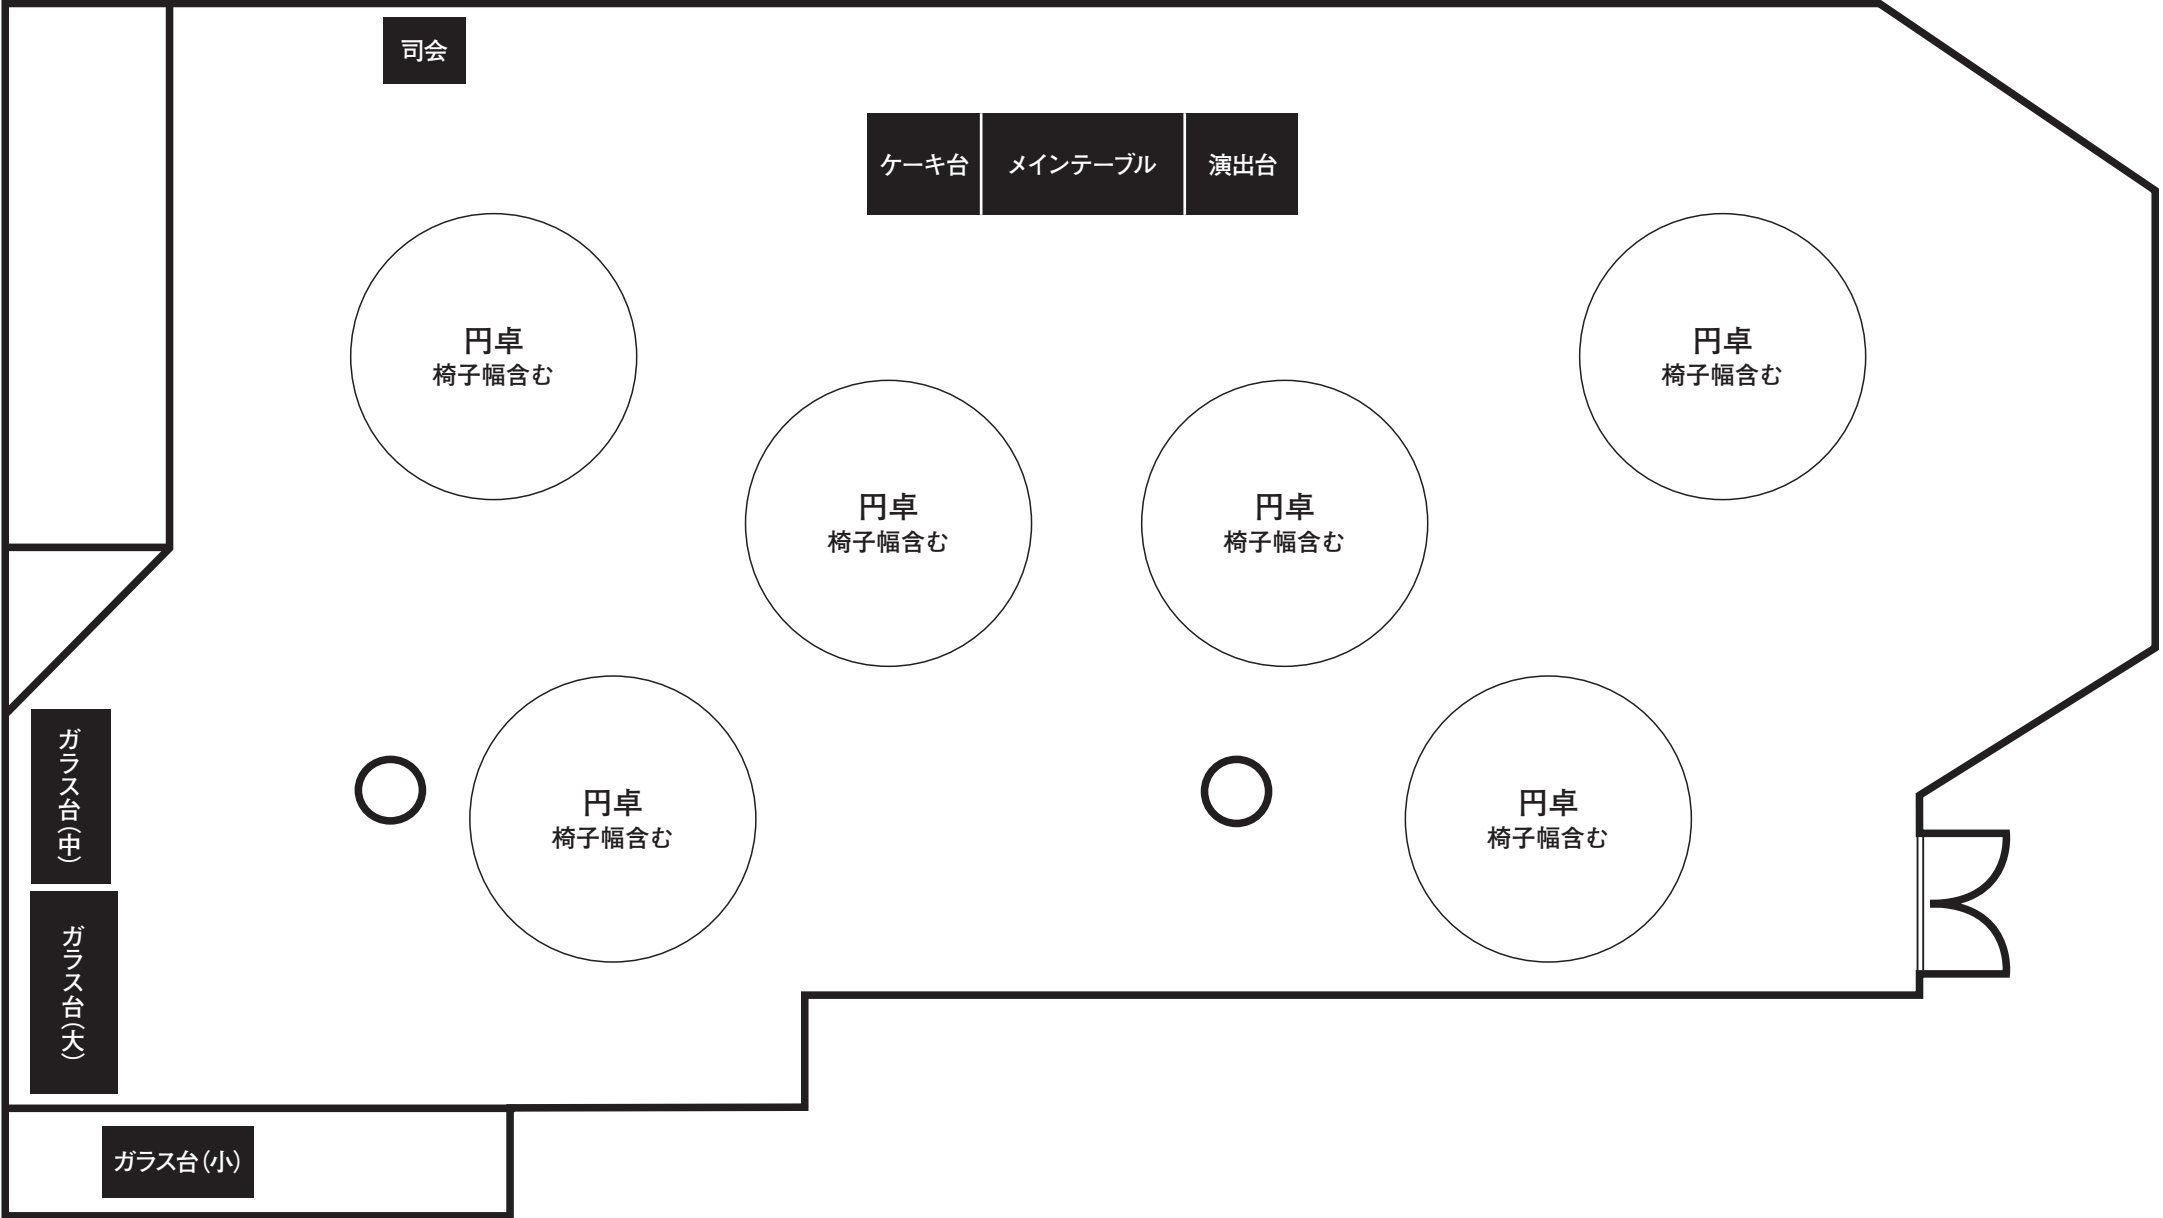 司会
ケーキ台
メインテーブル
演出台
円卓
椅子幅含む
円卓
椅子幅含む
円卓
椅子幅含む
円卓
椅子幅含む
円卓
椅子幅含む
円卓
椅子幅含む
ガラス台（中）
ガラス台（大）
ガラス台（小）